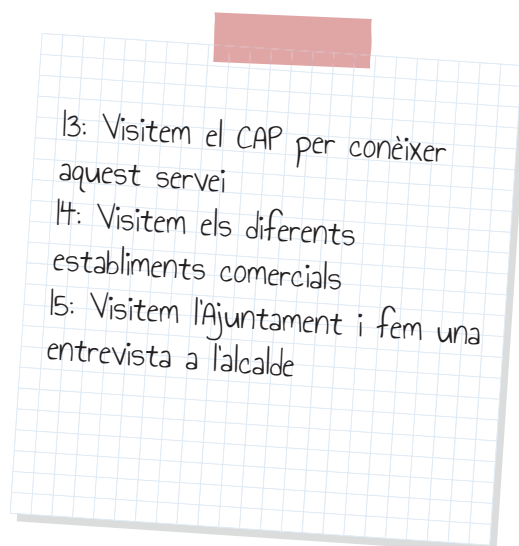 13: Visitem el CAP per conèixer
aquest servei
14: Visitem els diferents
establiments comercials
15: Visitem l'Ajuntament i fem una
entrevista a l'alcalde